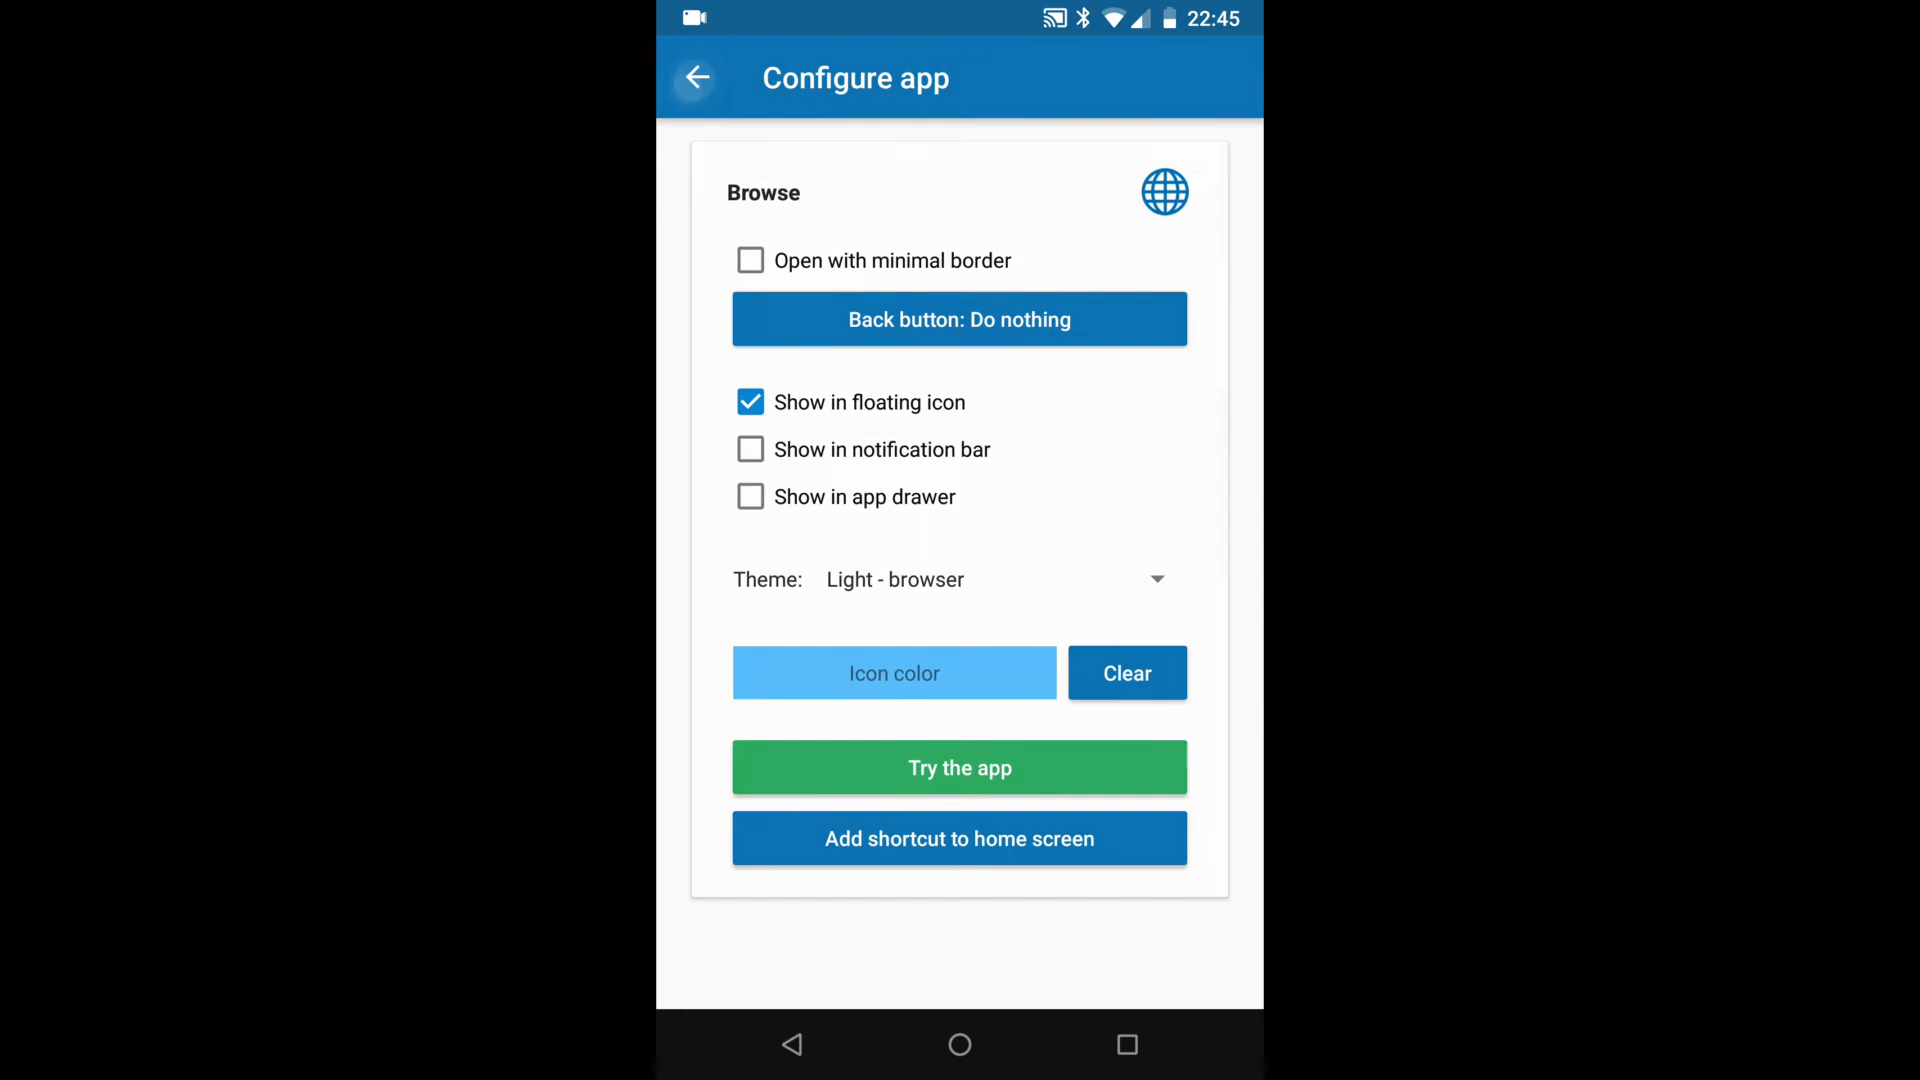 22:45
Configure app
Browse
Open with minimal border
Back button: Do nothing
Show in floating icon
Show in notification bar
Show in app drawer
Theme: Light - browser
Icon color Clear
Try the app
Add shortcut to home screen